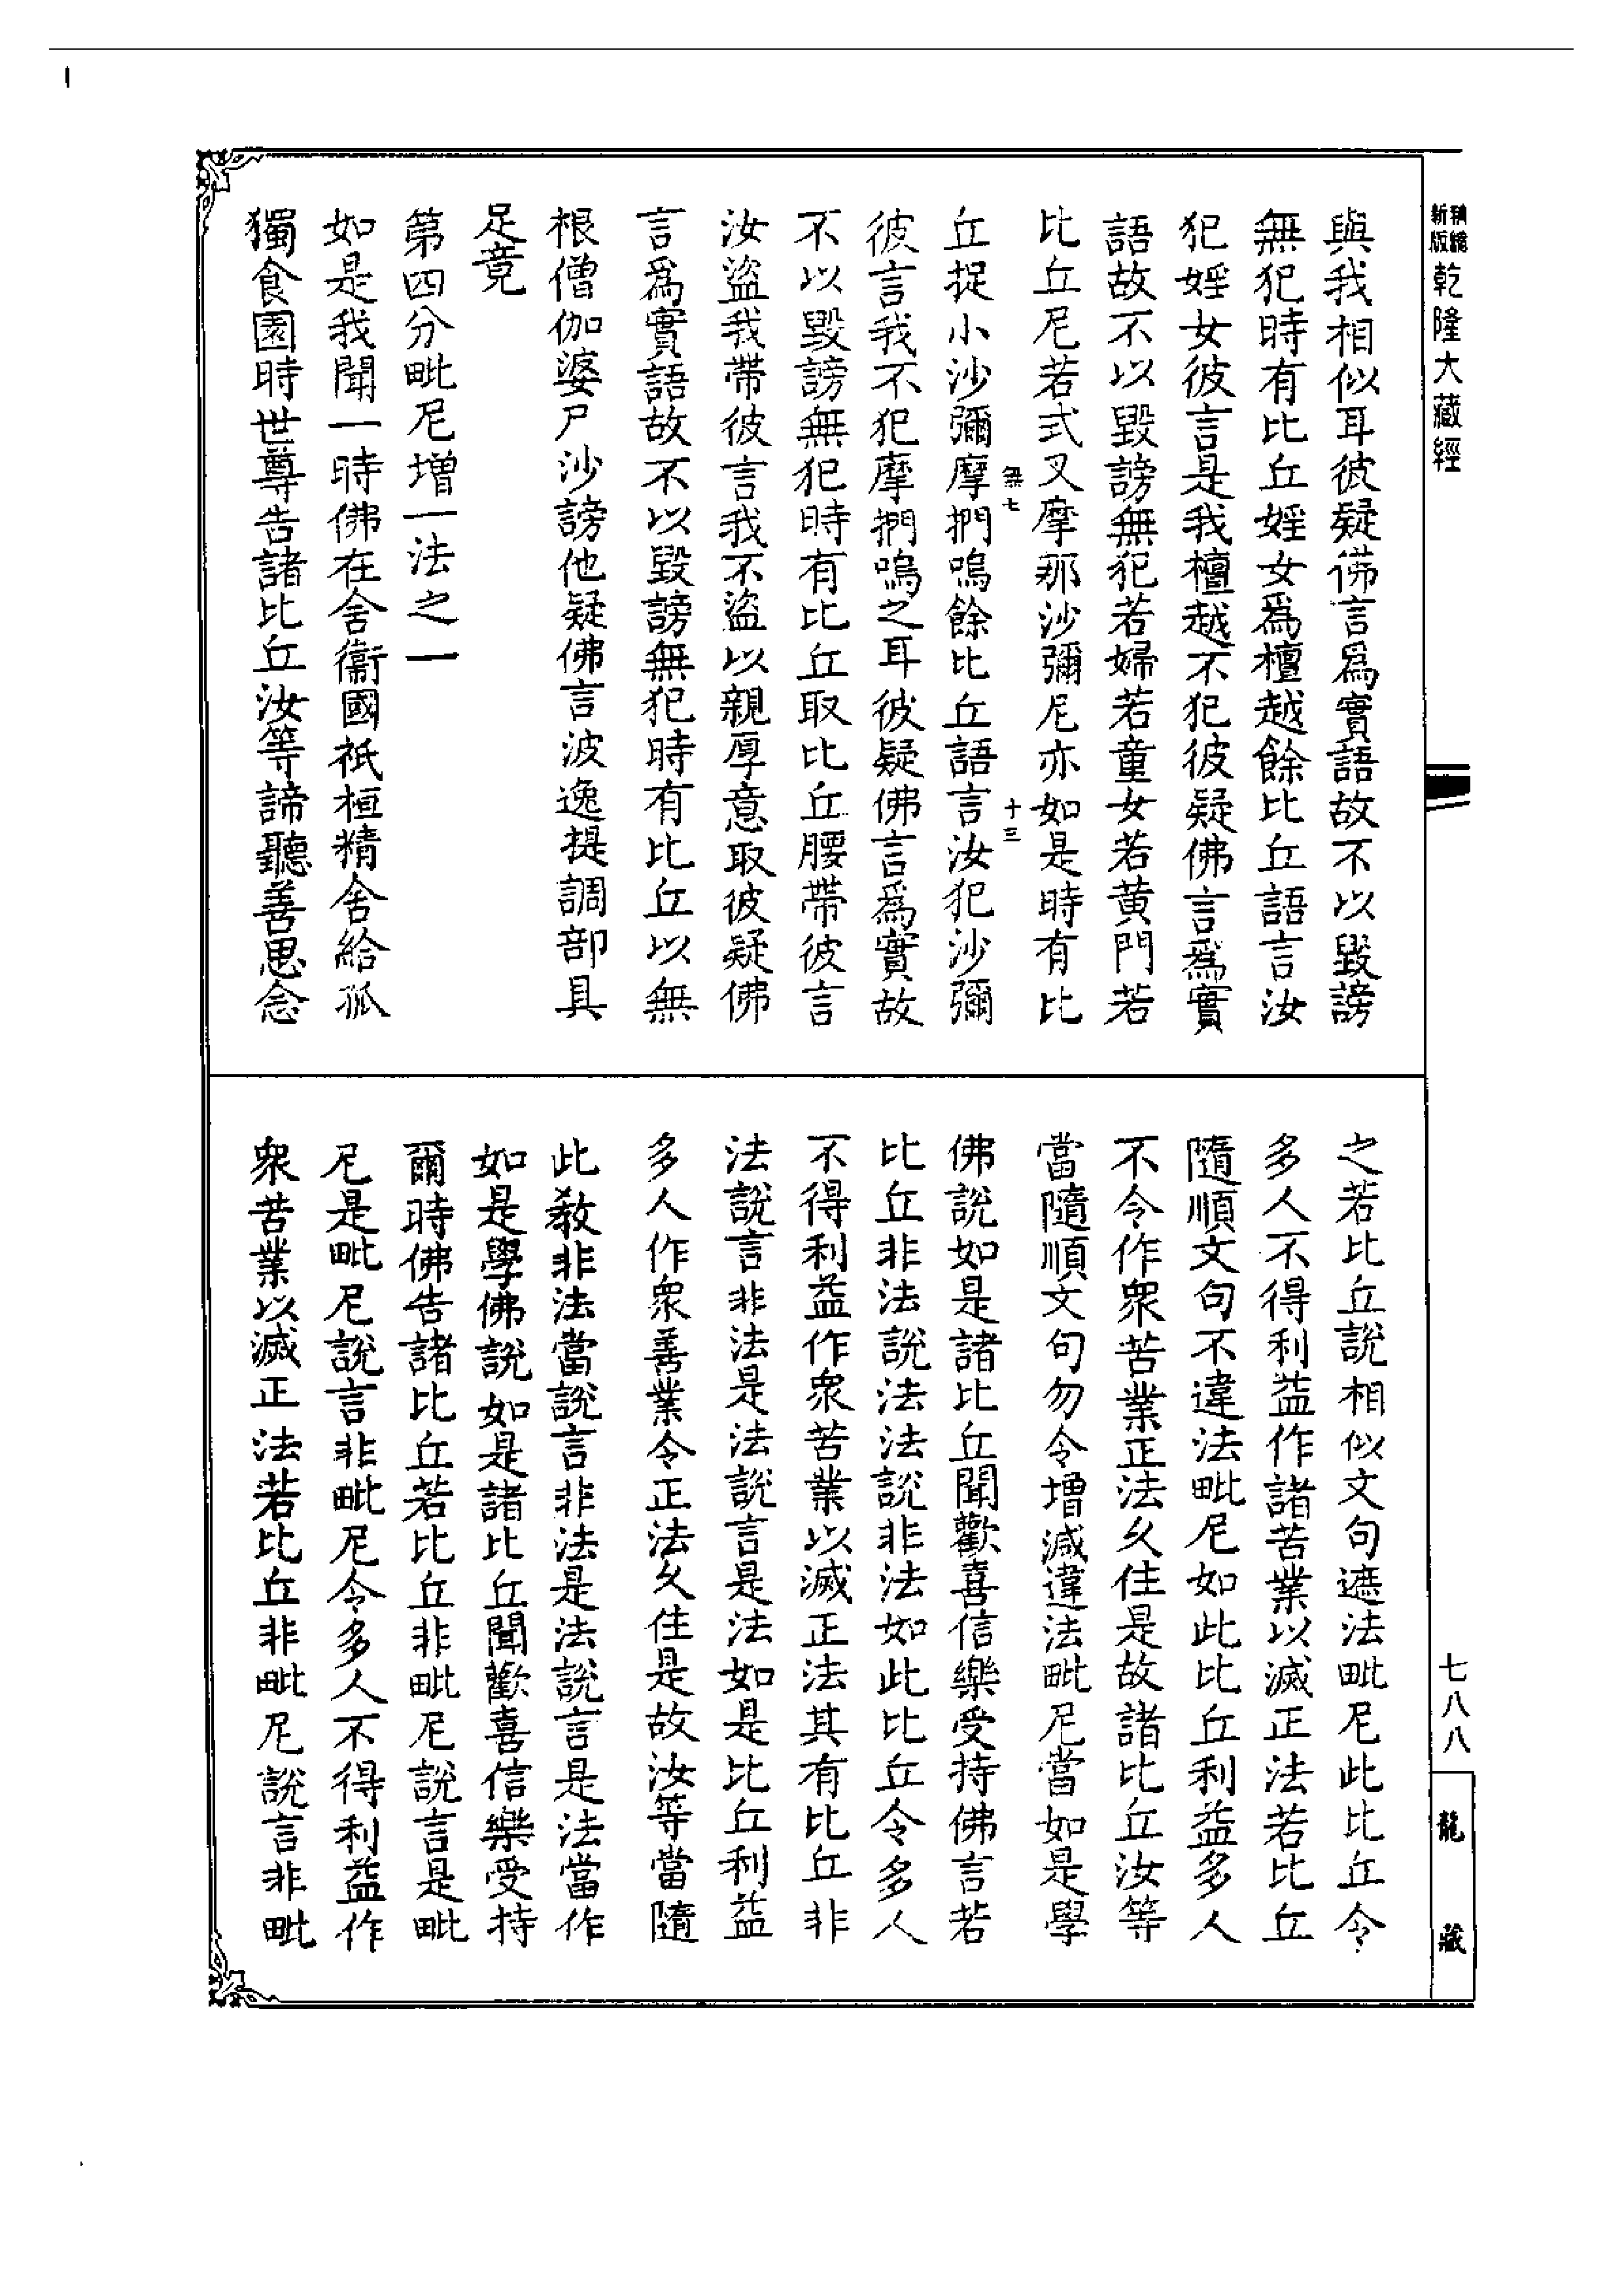 新版
精縮
乾隆大藏經
與我相似耳彼疑佛言爲實語故不以毀謗
無犯時有比丘婬女爲檀越餘比丘語言汝
犯婬女彼言是我檀越不犯彼疑佛言爲實
語故不以毀謗無犯若婦若童女若黄門若
比丘尼若式叉摩那沙彌尼亦如是時有比
無七
十三
丘捉小沙彌摩捫嗚餘比丘語言汝犯沙彌
彼言我不犯摩捫嗚之耳彼疑佛言爲實故
不以毀謗無犯時有比丘取比丘腰帶彼言
汝盜我帶彼言我不盜以親厚意取彼疑佛
言爲實語故不以毀謗無犯時有比丘以無
根僧伽婆尸沙謗他疑佛言波逸提調部具
足竟
第四分毗尼增一法之一
如是我聞一時佛在舍衞國祇桓精舍給孤
獨食園時世尊告諸比丘汝等諦聽善思念
之若比丘說相似文句遮法毗尼此比丘令
多人不得利益作諸苦業以滅正法若比丘
隨順文句不違法毗尼如此比丘利益多人
不令作衆苦業正法久住是故諸比丘汝等
當隨順文句勿令增減違法毗尼當如是學
佛說如是諸比丘聞歡喜信樂受持佛言若
比丘非法說法法說非法如此比丘令多人
不得利益作衆苦業以滅正法其有比丘非
法說言非法是法說言是法如是比丘利益
多人作衆善業令正法久住是故汝等當隨
此教非法當說言非法是法說言是法當作
如是學佛說如是諸比丘聞歡喜信樂受持
爾時佛告諸比丘若比丘非毗尼說言是毗
尼是毗尼說言非毗尼令多人不得利益作
衆苦業以滅正法若比丘非毗尼說言非毗
七八八
龍藏